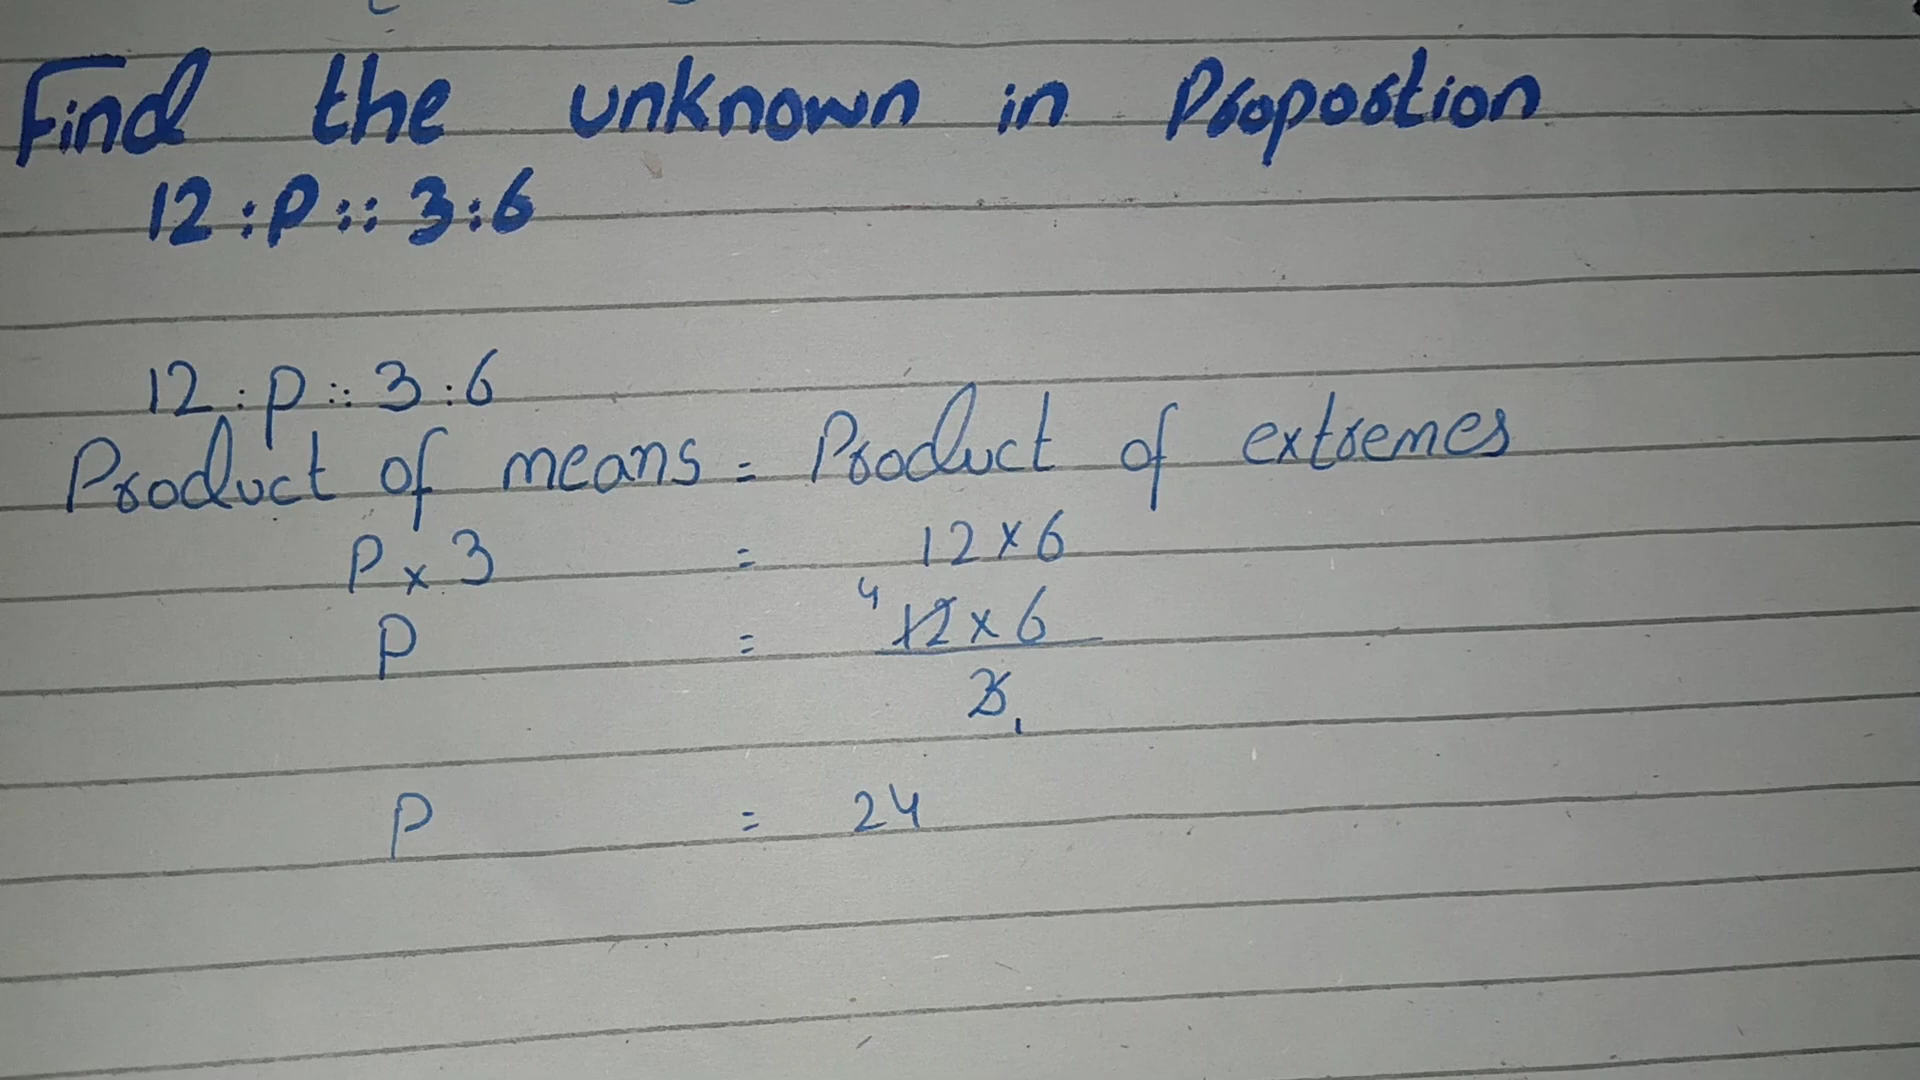 Find the unknown in Proportion
12:P::3:6
12:p::3:6
Product of means = Product of extremes
P x 3 = 12 x 6
4
P = 12 x 6
3 1
P = 24